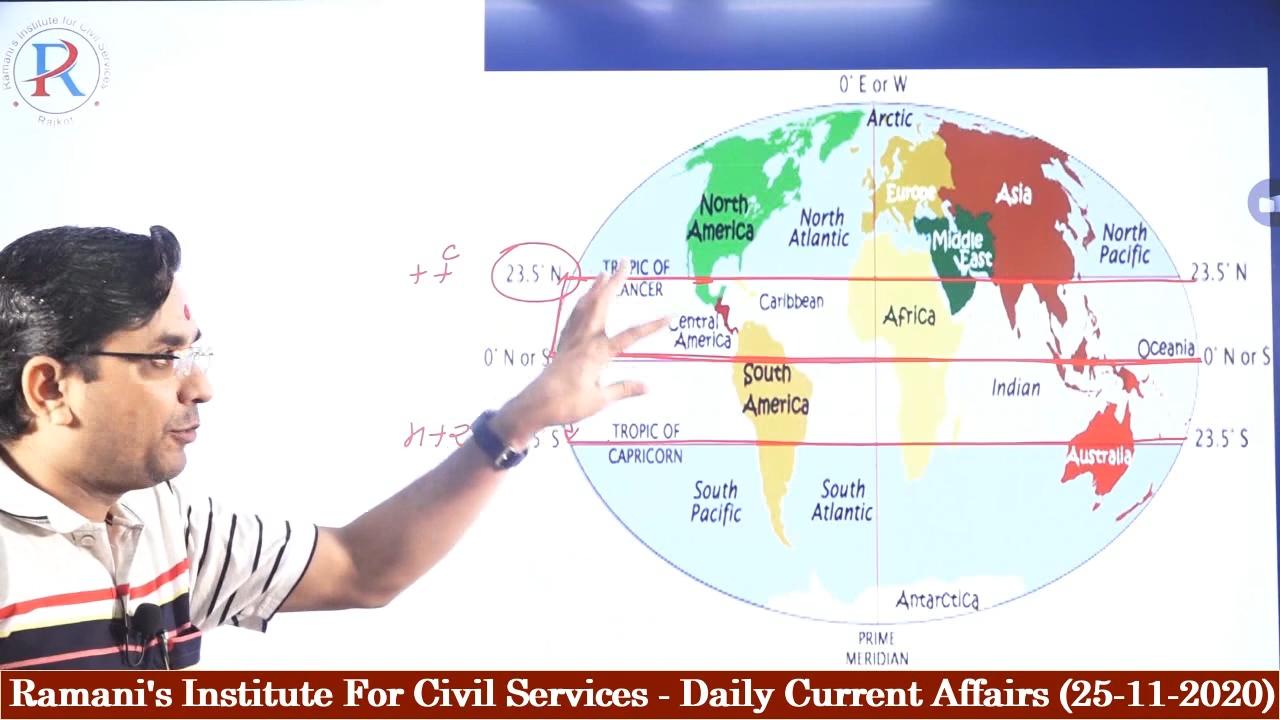 Ramani's Institute for Civil Services
R
Rajkot
0° E or W
Arctic
North
America
North
Atlantic
Europe
Asia
Middle
East
North
Pacific
C
23.5° N
TROPIC OF
CANCER
23.5° N
Caribbean
Central
America
Africa
Oceania
0° N or S
0° N or S
South
America
Indian
5° S
TROPIC OF
CAPRICORN
23.5° S
Australia
South
Pacific
South
Atlantic
Antarctica
PRIME
MERIDIAN
Ramani's Institute For Civil Services - Daily Current Affairs (25-11-2020)